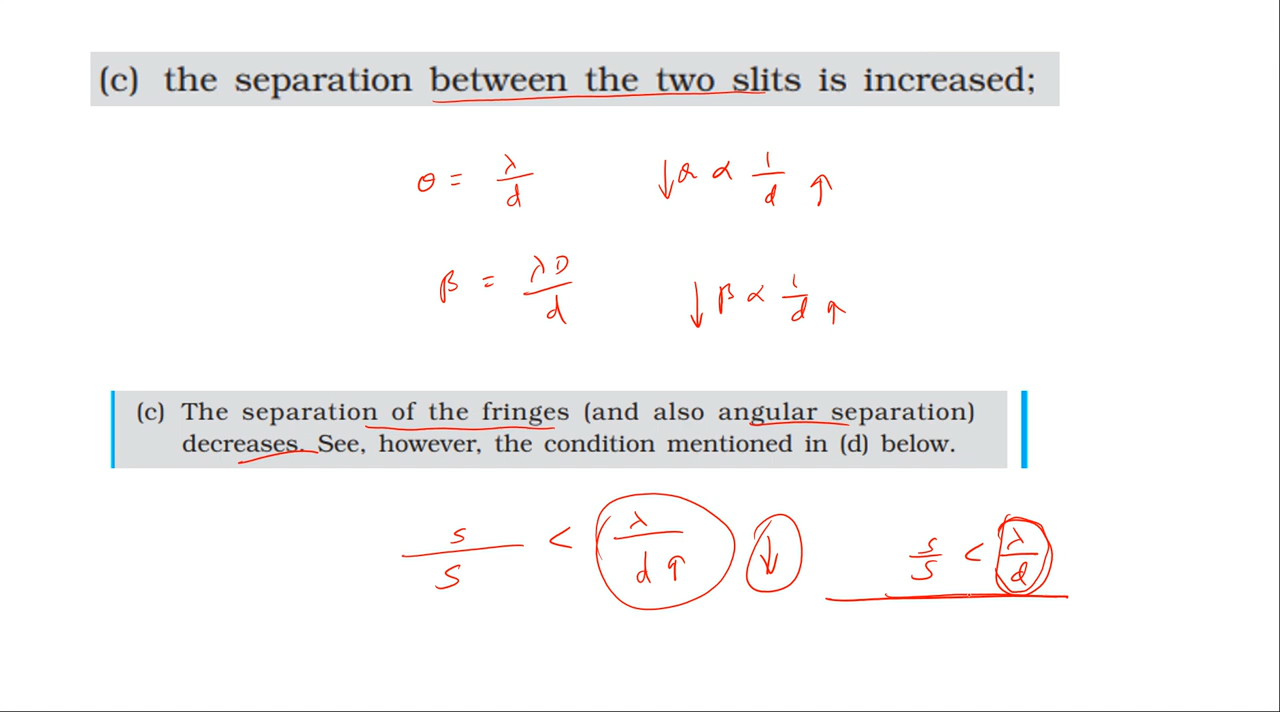 (c) the separation between the two slits is increased;
θ = λ/d ↓θ ∝ 1/d ↑
β = λD/d ↓β ∝ 1/d ↑
(c) The separation of the fringes (and also angular separation)
decreases. See, however, the condition mentioned in (d) below.
s/S < λ/d↑ ↓ s/S < λ/d